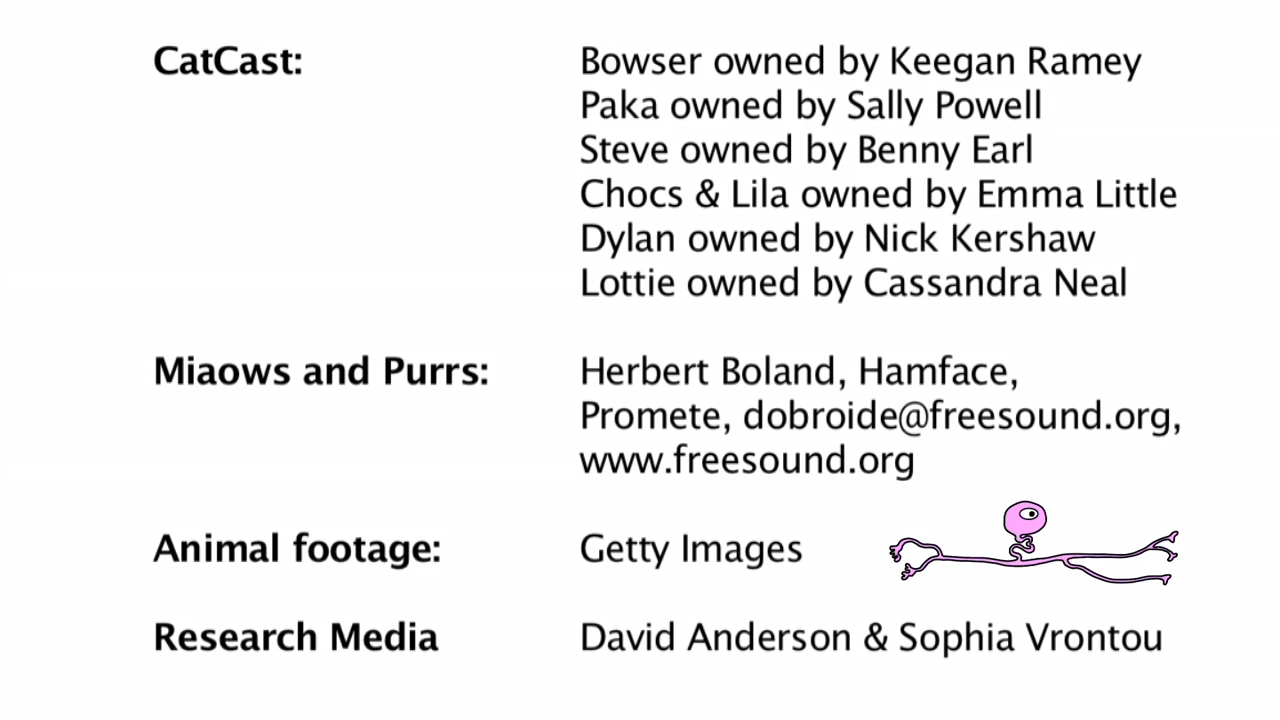 CatCast: Bowser owned by Keegan Ramey
Paka owned by Sally Powell
Steve owned by Benny Earl
Chocs & Lila owned by Emma Little
Dylan owned by Nick Kershaw
Lottie owned by Cassandra Neal
Miaows and Purrs: Herbert Boland, Hamface,
Promete, dobroide@freesound.org,
www.freesound.org
Animal footage: Getty Images
Research Media David Anderson & Sophia Vrontou